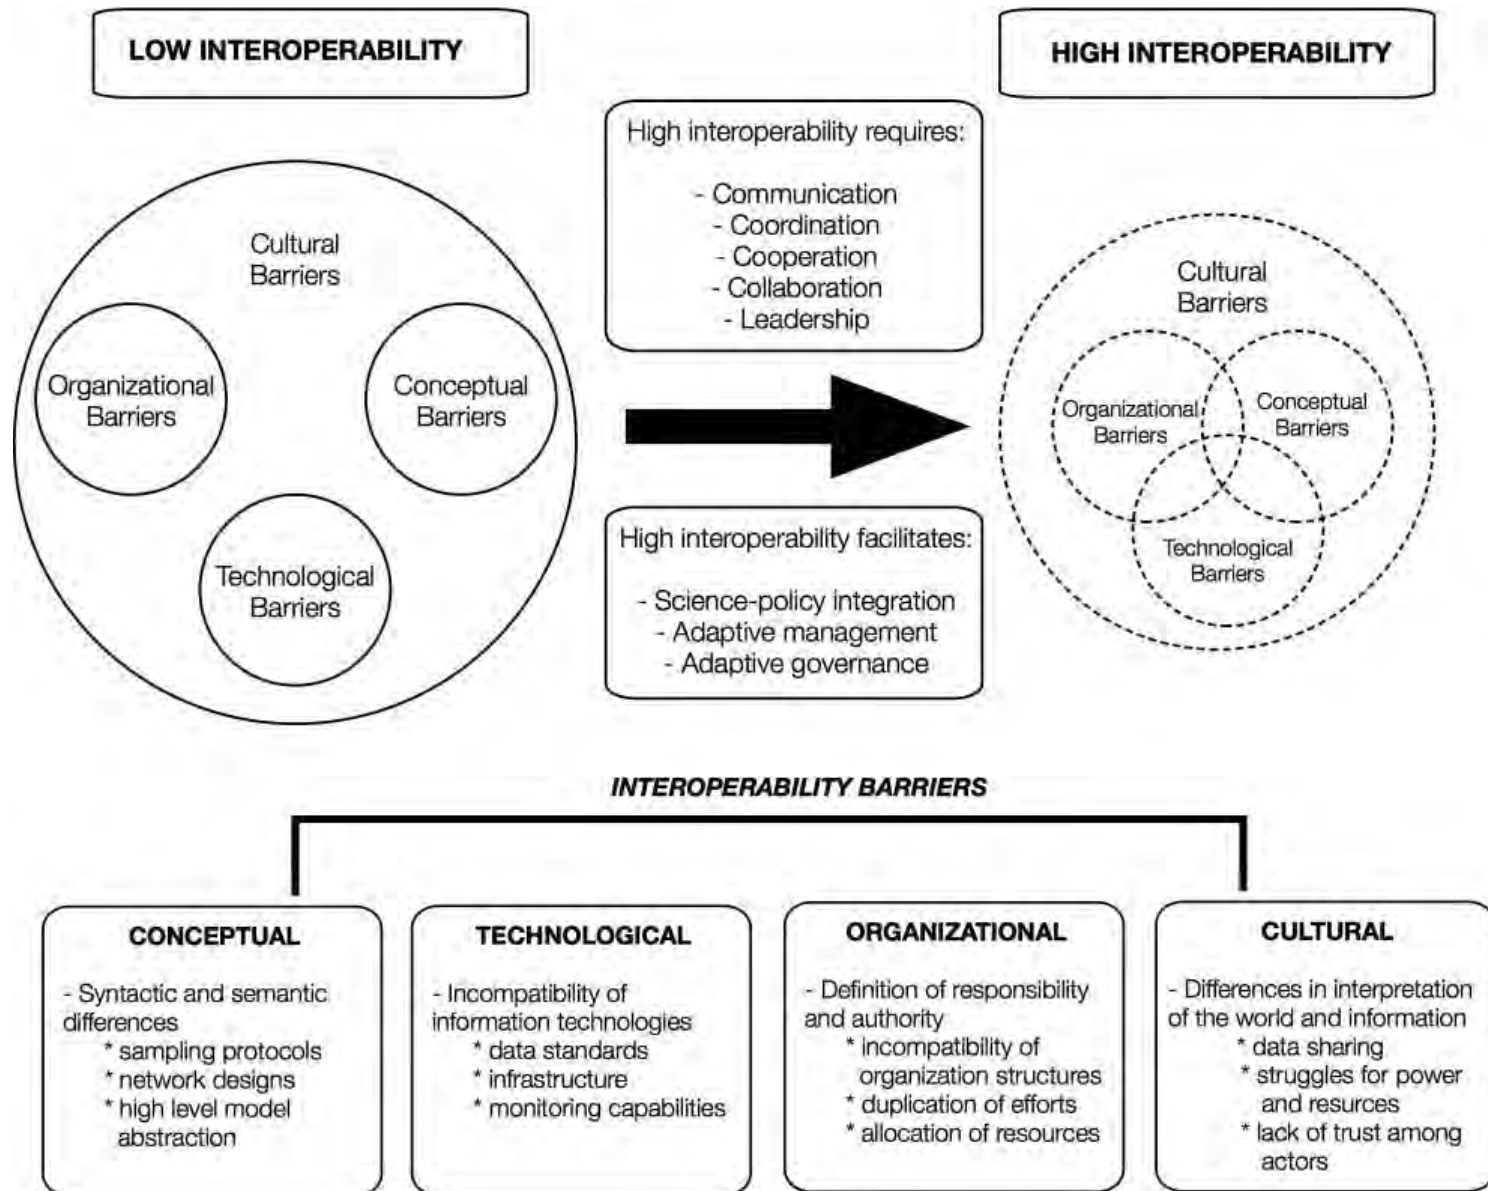 LOW INTEROPERABILITY
HIGH INTEROPERABILITY
High interoperability requires:
- Communication
- Coordination
- Cooperation
- Collaboration
- Leadership
Cultural
Barriers
Organizational
Barriers
Conceptual
Barriers
Technological
Barriers
Cultural
Barriers
Organizational
Barriers
Conceptual
Barriers
Technological
Barriers
High interoperability facilitates:
- Science-policy integration
- Adaptive management
- Adaptive governance
INTEROPERABILITY BARRIERS
CONCEPTUAL
- Syntactic and semantic
differences
* sampling protocols
* network designs
* high level model
abstraction
TECHNOLOGICAL
- Incompatibility of
information technologies
* data standards
* infrastructure
* monitoring capabilities
ORGANIZATIONAL
- Definition of responsibility
and authority
* incompatibility of
organization structures
* duplication of efforts
* allocation of resources
CULTURAL
- Differences in interpretation
of the world and information
* data sharing
* struggles for power
and resurces
* lack of trust among
actors